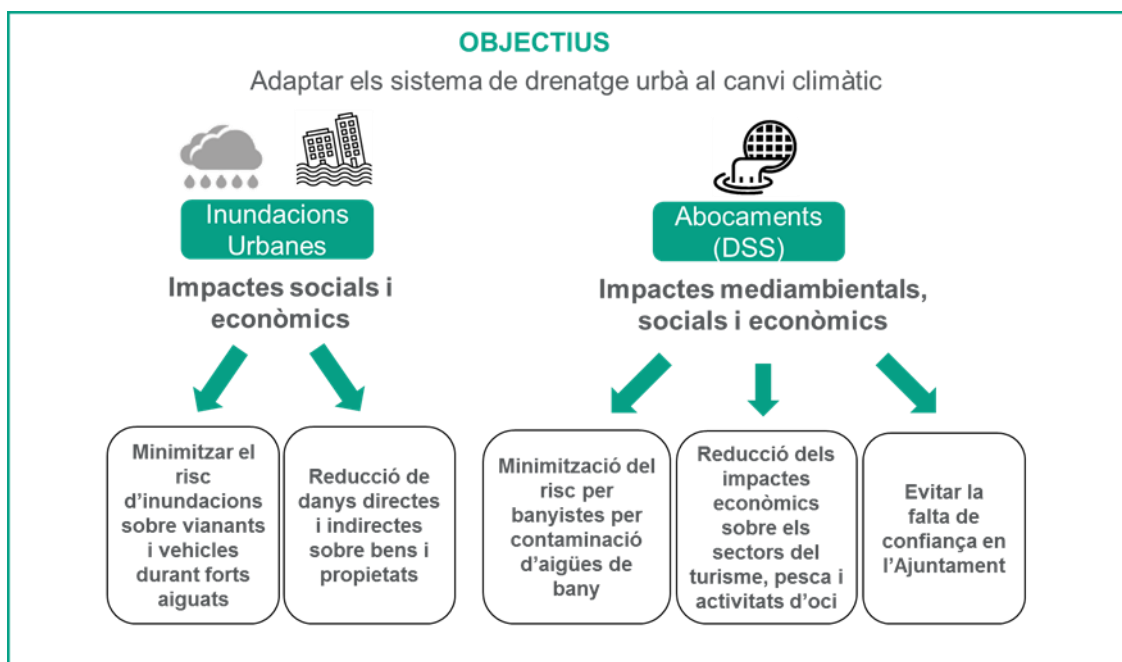 OBJECTIUS
Adaptar els sistema de drenatge urbà al canvi climàtic
Inundacions
Urbanes
Impactes socials i
econòmics
Minimitzar el
risc
d’inundacions
sobre vianants
i vehicles
durant forts
aiguats
Reducció de
danys directes
i indirectes
sobre bens i
propietats
Abocaments
(DSS)
Impactes mediambientals,
socials i econòmics
Minimització del
risc per
banyistes per
contaminació
d’aigües de
bany
Reducció dels
impactes
econòmics
sobre els
sectors del
turisme, pesca i
activitats d’oci
Evitar la
falta de
confiança en
l’Ajuntament